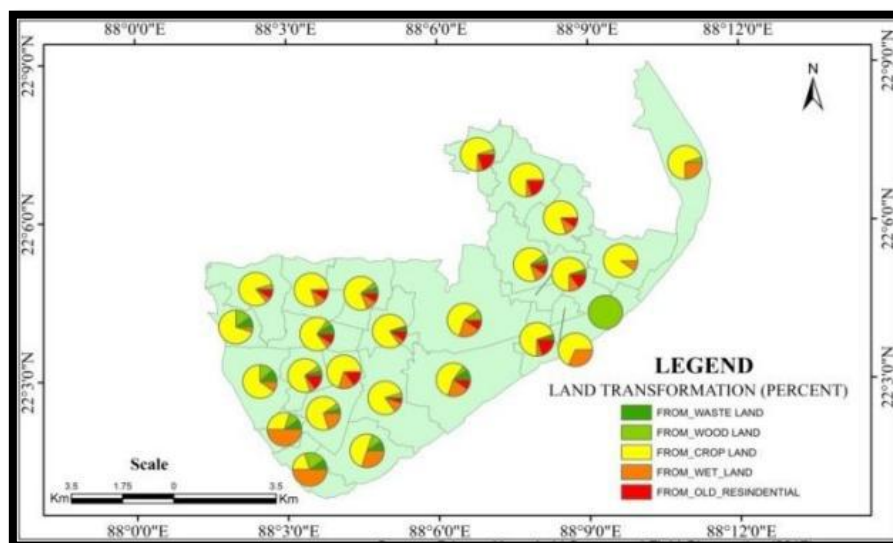 88°0'0"E 88°3'0"E 88°6'0"E 88°9'0"E 88°12'0"E
22°9'0"N 22°9'0"N
N
22°6'0"N 22°6'0"N
22°3'0"N 22°3'0"N
LEGEND
LAND TRANSFORMATION (PERCENT)
FROM_WASTE LAND
FROM_WOOD LAND
FROM_CROP LAND
FROM_WET_LAND
FROM_OLD_RESINDENTIAL
Scale
3.5 1.75 0 3.5
Km Km
88°0'0"E 88°3'0"E 88°6'0"E 88°9'0"E 88°12'0"E